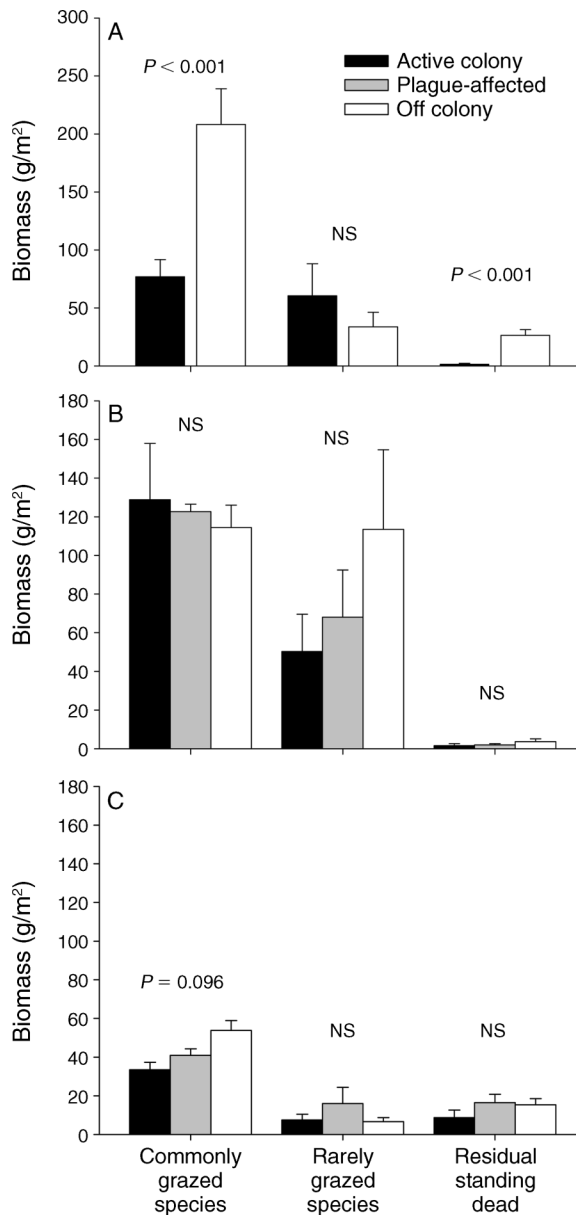 A
P < 0.001
Active colony
Plague-affected
Off colony
NS
P < 0.001
Biomass (g/m²)
300
250
200
150
100
50
0
B
NS
NS
NS
Biomass (g/m²)
180
160
140
120
100
80
60
40
20
0
C
P = 0.096
NS
NS
Biomass (g/m²)
180
160
140
120
100
80
60
40
20
0
Commonly
grazed
species
Rarely
grazed
species
Residual
standing
dead